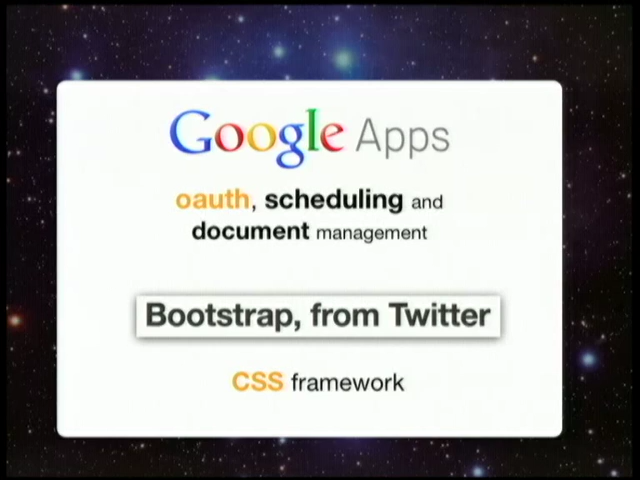 Google Apps
oauth, scheduling and
document management
Bootstrap, from Twitter
CSS framework